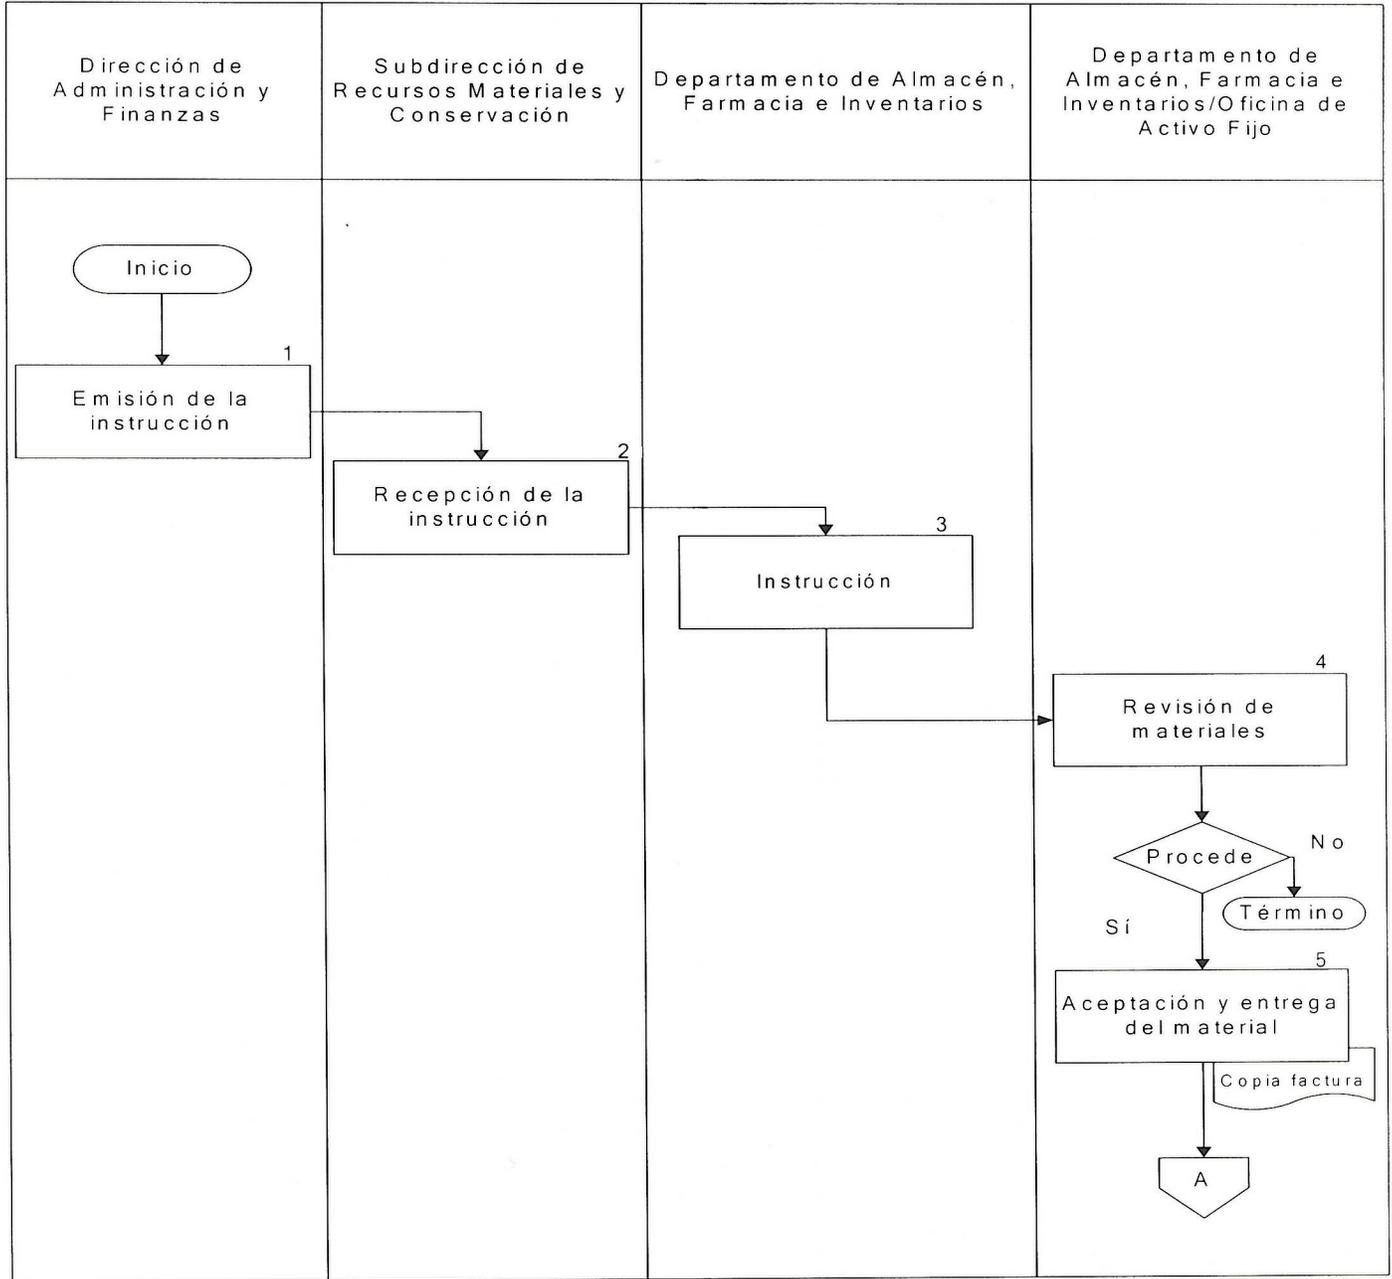 Dirección de
Administración y
Finanzas
Subdirección de
Recursos Materiales y
Conservación
Departamento de Almacén,
Farmacia e Inventarios
Departamento de
Almacén, Farmacia e
Inventarios/Oficina de
Activo Fijo
Inicio
1
Emisión de la
instrucción
2
Recepción de la
instrucción
3
Instrucción
4
Revisión de
materiales
Procede
No
Término
Sí
5
Aceptación y entrega
del material
Copia factura
A